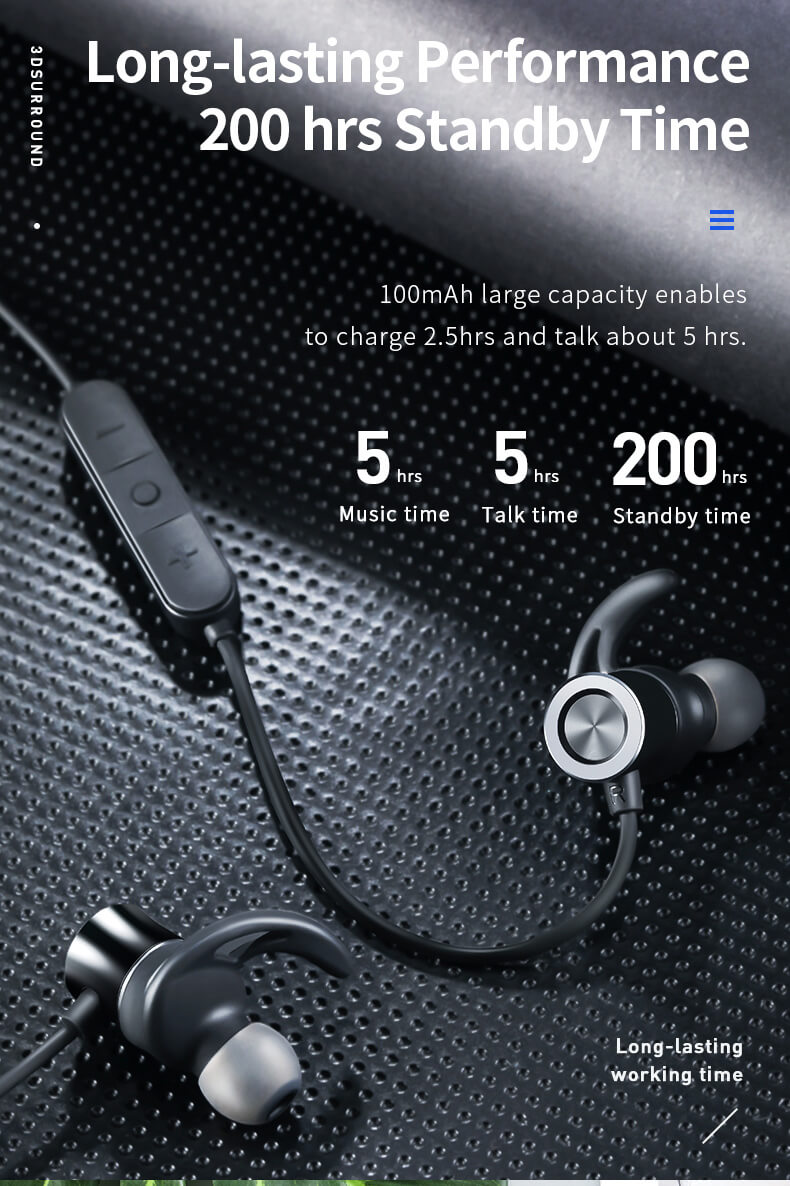 Long-lasting Performance
200 hrs Standby Time
3DSURROUND
100mAh large capacity enables
to charge 2.5hrs and talk about 5 hrs.
5 hrs 5 hrs 200 hrs
Music time Talk time Standby time
R
Long-lasting
working time